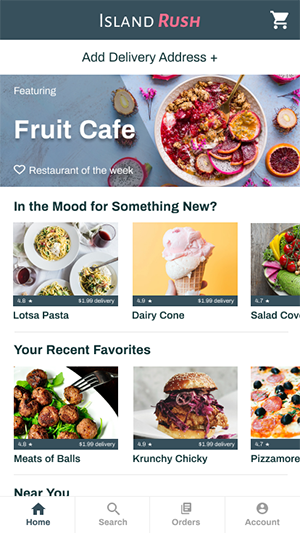 ISLAND RUSH
Add Delivery Address +
Featuring
Fruit Cafe
Restaurant of the week
In the Mood for Something New?
4.8 $1.99 delivery
4.9 $1.99 delivery
4.7
Lotsa Pasta
Dairy Cone
Salad Cov
Your Recent Favorites
4.9 $1.99 delivery
4.9 $1.99 delivery
4.7
Meats of Balls
Krunchy Chicky
Pizzamore
Near You
Home
Search
Orders
Account